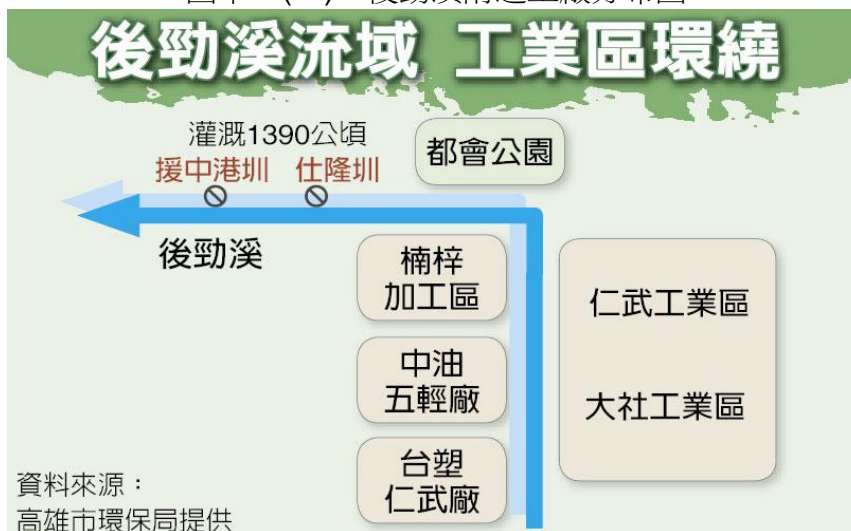 後勁溪流域 工業區環繞
灌溉1390公頃
援中港圳 仕隆圳
都會公園
後勁溪
楠梓
加工區
中油
五輕廠
台塑
仁武廠
仁武工業區
大社工業區
資料來源：
高雄市環保局提供